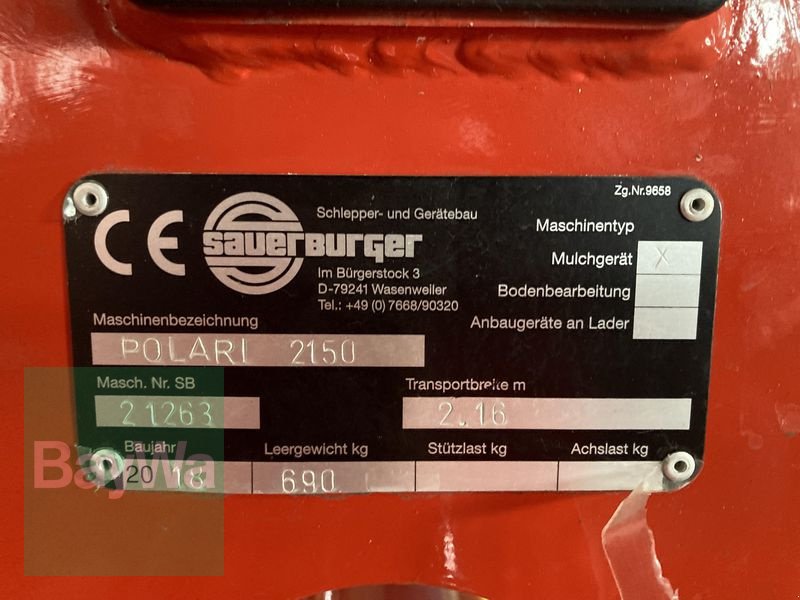 Zg.Nr.9658
CE
Schlepper- und Gerätebau
sauerburger
Im Bürgerstock 3
D-79241 Wasenweiler
Tel.: +49 (0) 7668/90320
Maschinentyp
Mulchgerät X
Bodenbearbeitung
Anbaugeräte an Lader
Maschinenbezeichnung
POLARI 2150
Masch. Nr. SB
21263
Transportbreite m
2.16
Baujahr
2018
Leergewicht kg
690
Stützlast kg
Achslast kg
BayWa